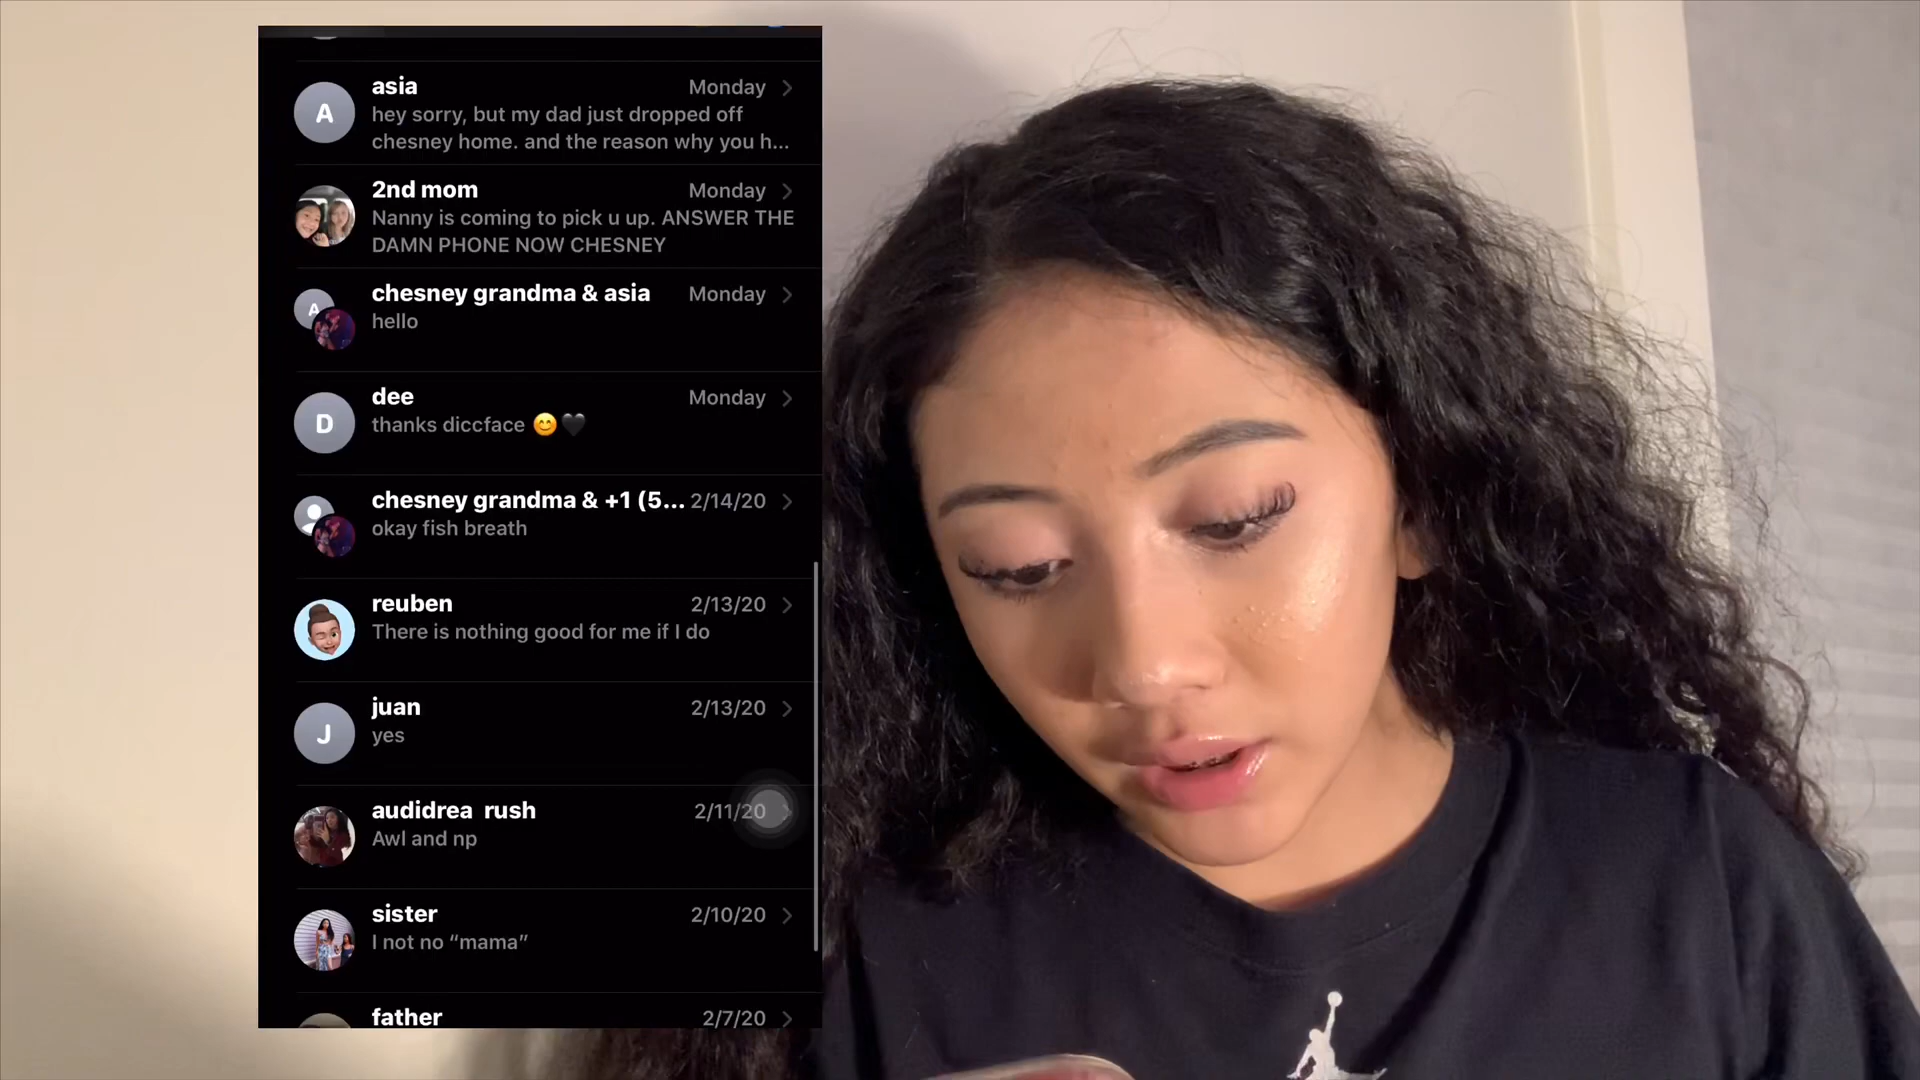 asia
Monday
hey sorry, but my dad just dropped off
chesney home. and the reason why you h...
A
2nd mom
Monday
Nanny is coming to pick u up. ANSWER THE
DAMN PHONE NOW CHESNEY
chesney grandma & asia
Monday
hello
A
dee
Monday
thanks diccface 😊🖤
D
chesney grandma & +1 (5...
2/14/20
okay fish breath
reuben
2/13/20
There is nothing good for me if I do
juan
2/13/20
yes
J
audidrea rush
2/11/20
Awl and np
sister
2/10/20
I not no “mama”
father
2/7/20